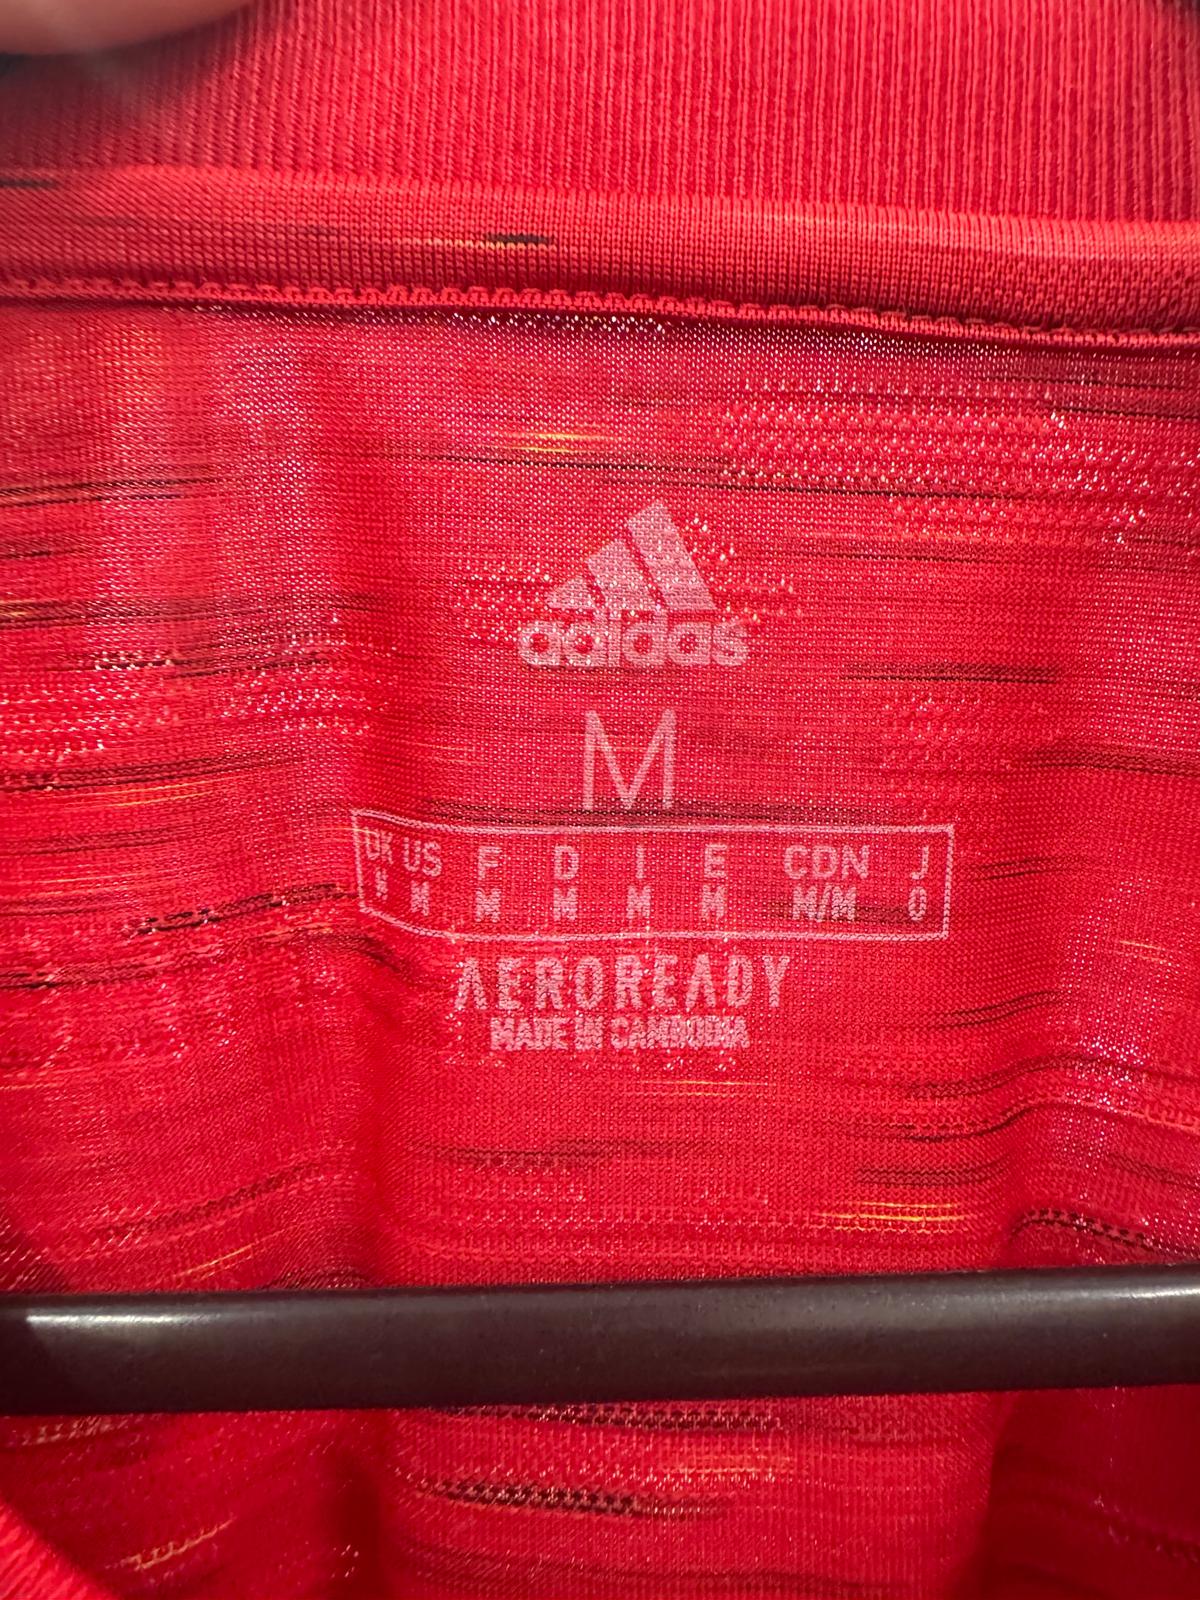 adidas
M
UK US F D I E CDN J
M M M M M M M/M O
AEROREADY
MADE IN CAMBODIA